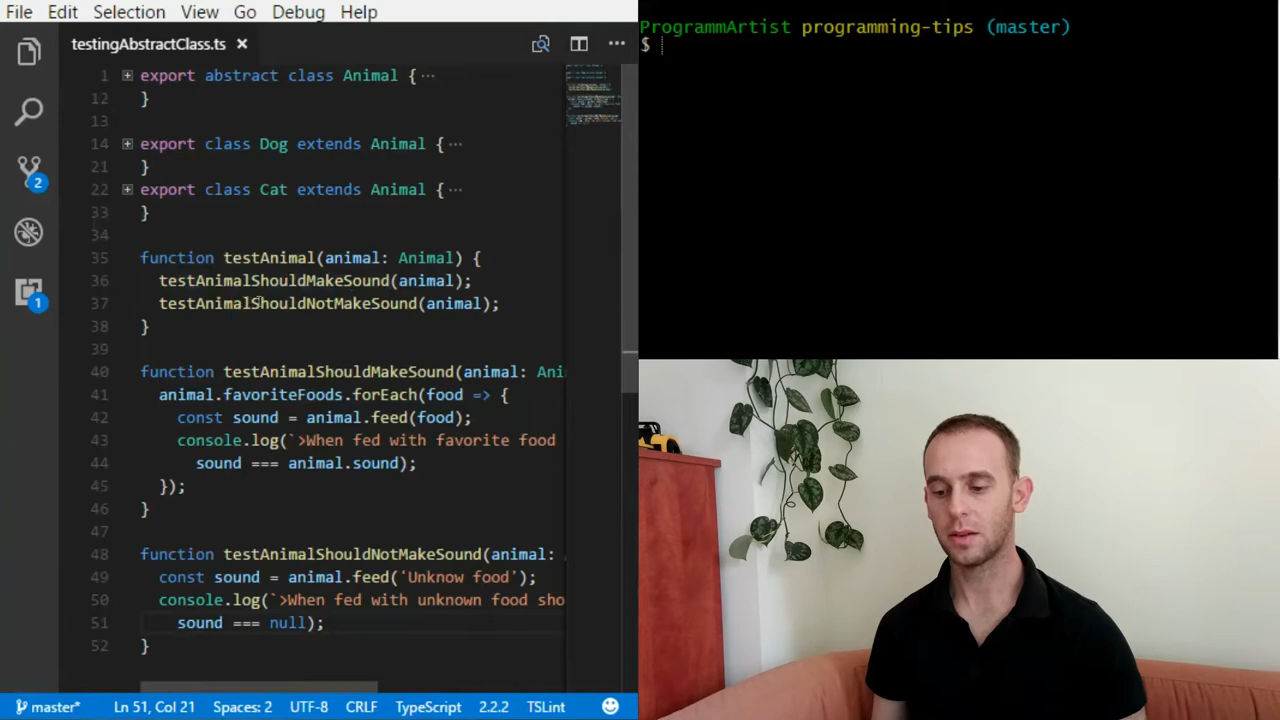 File Edit Selection View Go Debug Help
testingAbstractClass.ts
1 export abstract class Animal {
12 }
13
14 export class Dog extends Animal {
21 }
22 export class Cat extends Animal {
33 }
34
35 function testAnimal(animal: Animal) {
36 testAnimalShouldMakeSound(animal);
37 testAnimalShouldNotMakeSound(animal);
38 }
39
40 function testAnimalShouldMakeSound(animal: Ani
41 animal.favoriteFoods.forEach(food => {
42 const sound = animal.feed(food);
43 console.log(`>When fed with favorite food
44 sound === animal.sound);
45 });
46 }
47
48 function testAnimalShouldNotMakeSound(animal:
49 const sound = animal.feed('Unknow food');
50 console.log(`>When fed with unknown food sho
51 sound === null);
52 }
2
1
master* Ln 51, Col 21 Spaces: 2 UTF-8 CRLF TypeScript 2.2.2 TSLint
ProgrammArtist programming-tips (master)
$